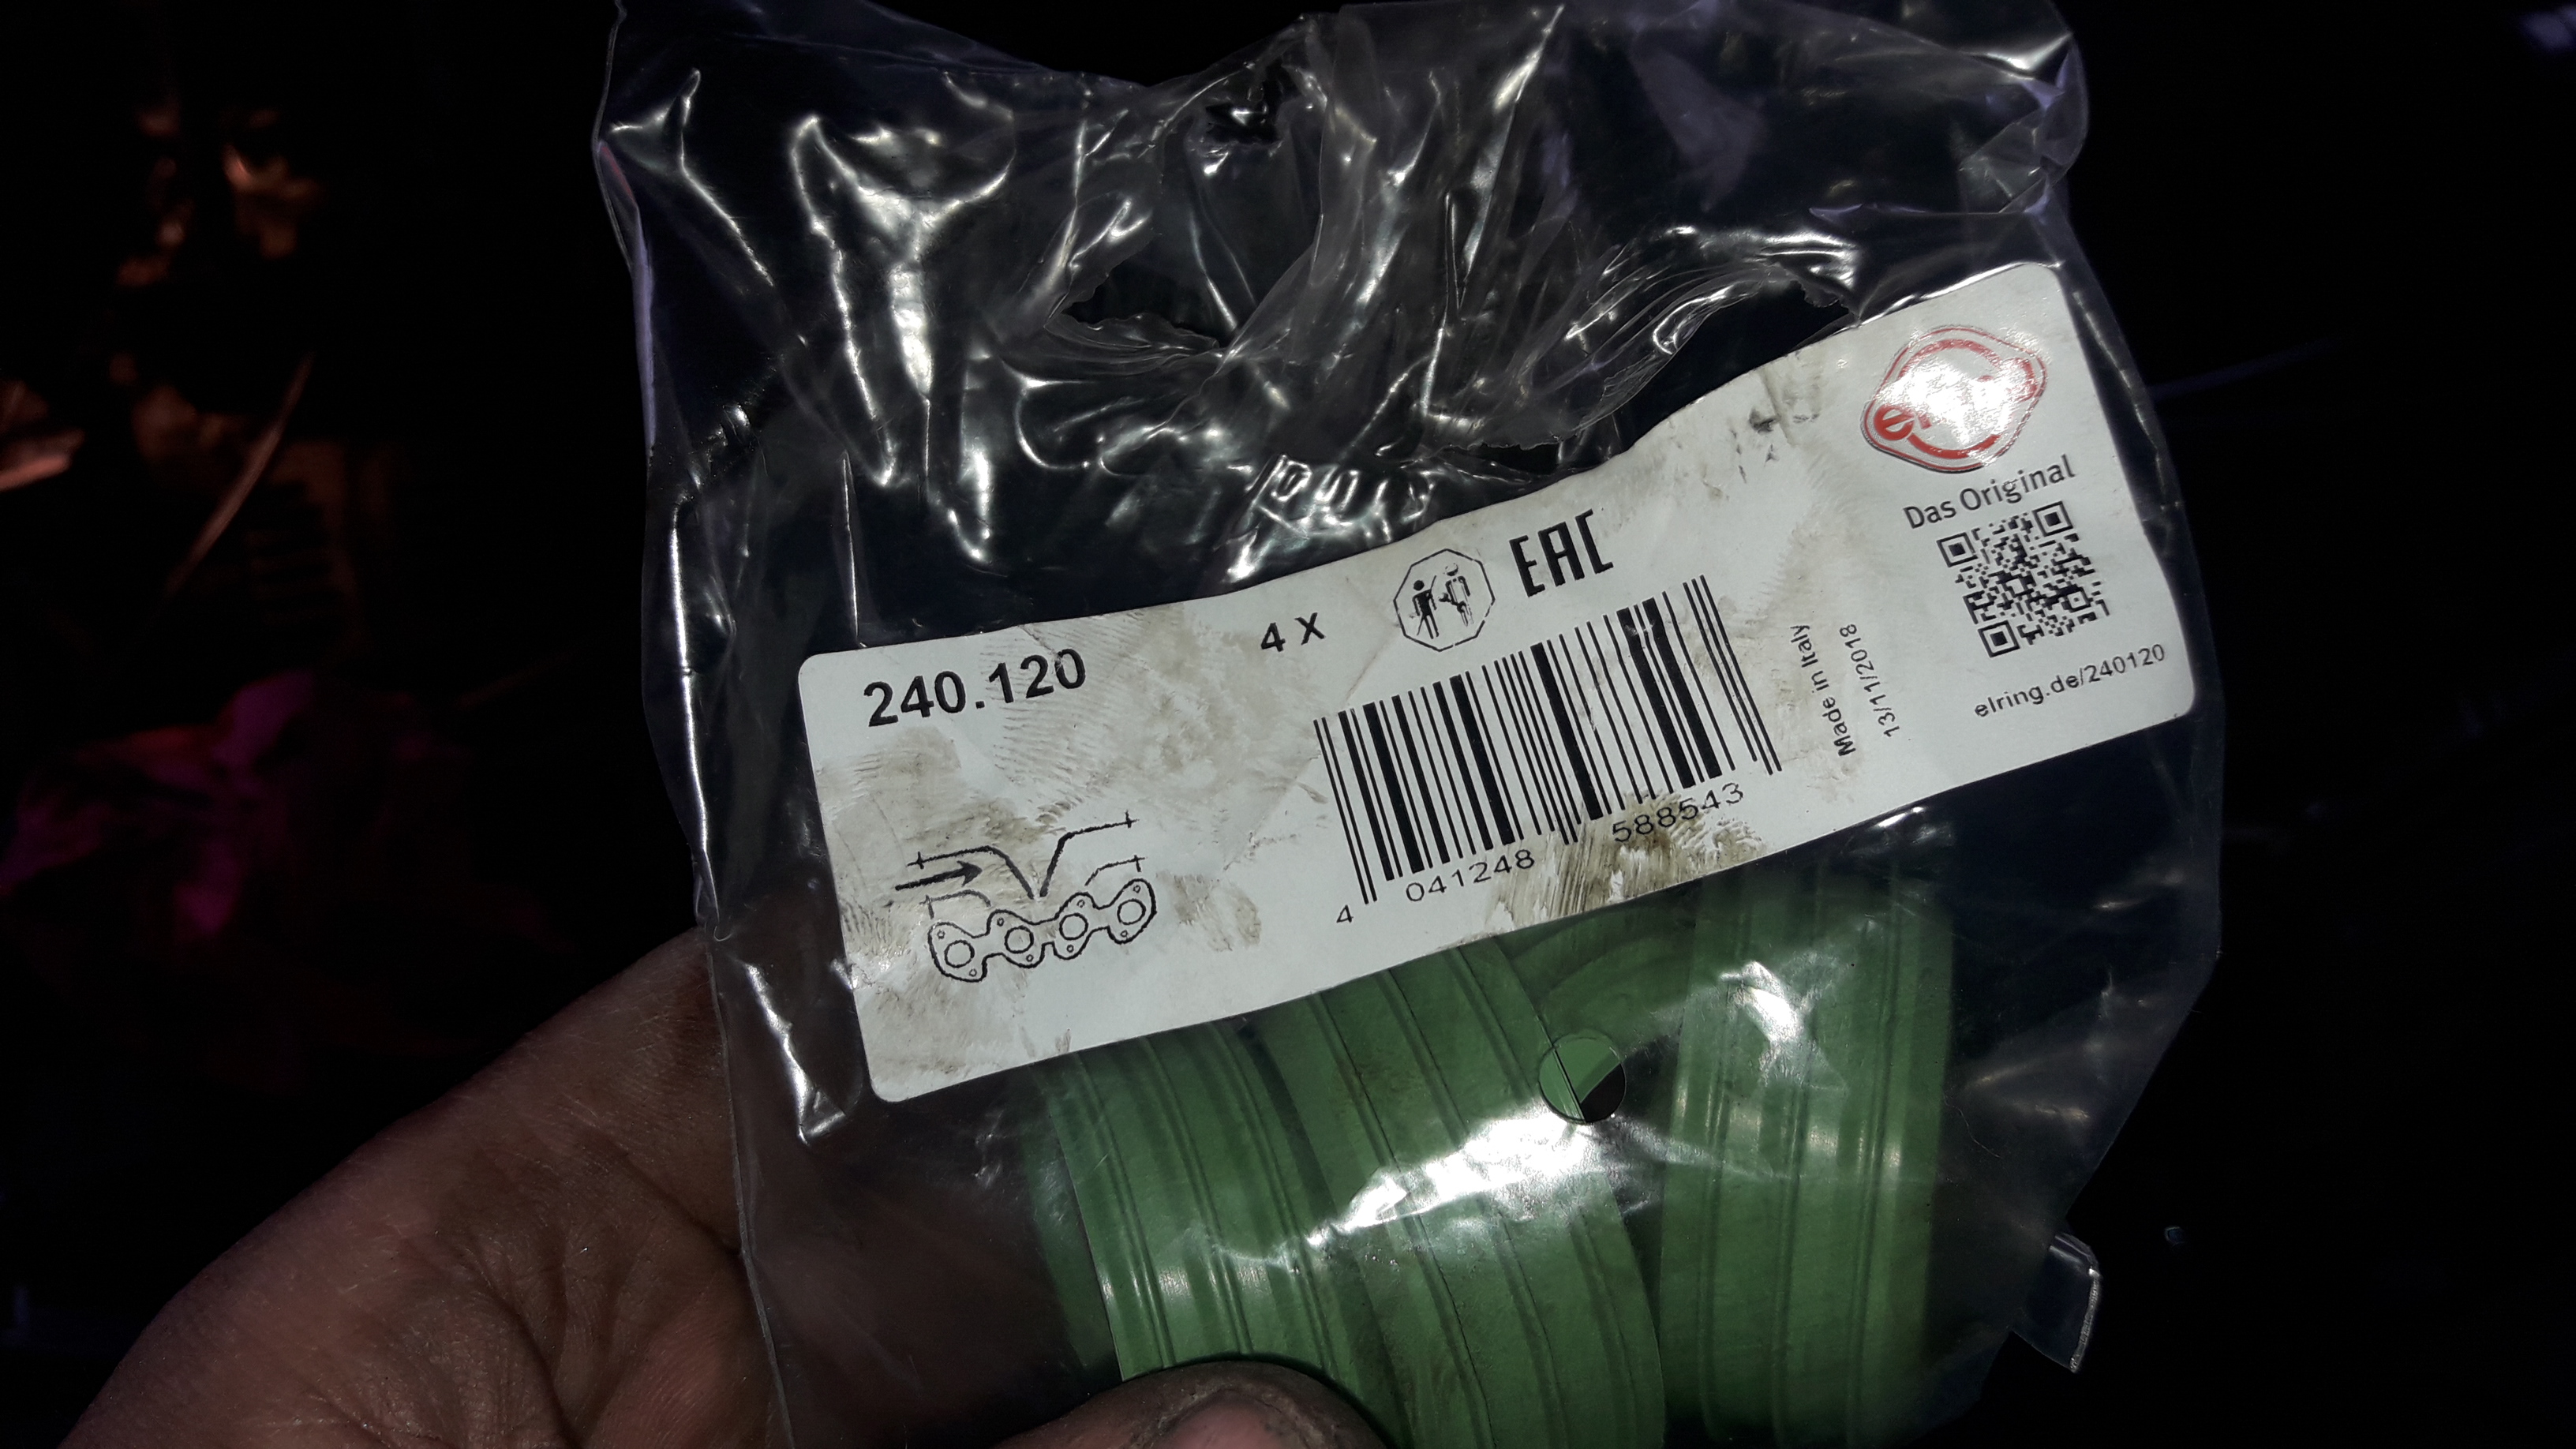 240.120
4 X
EAC
4 041248 588543
Made in Italy
13/11/2018
Das Original
elring.de/240120